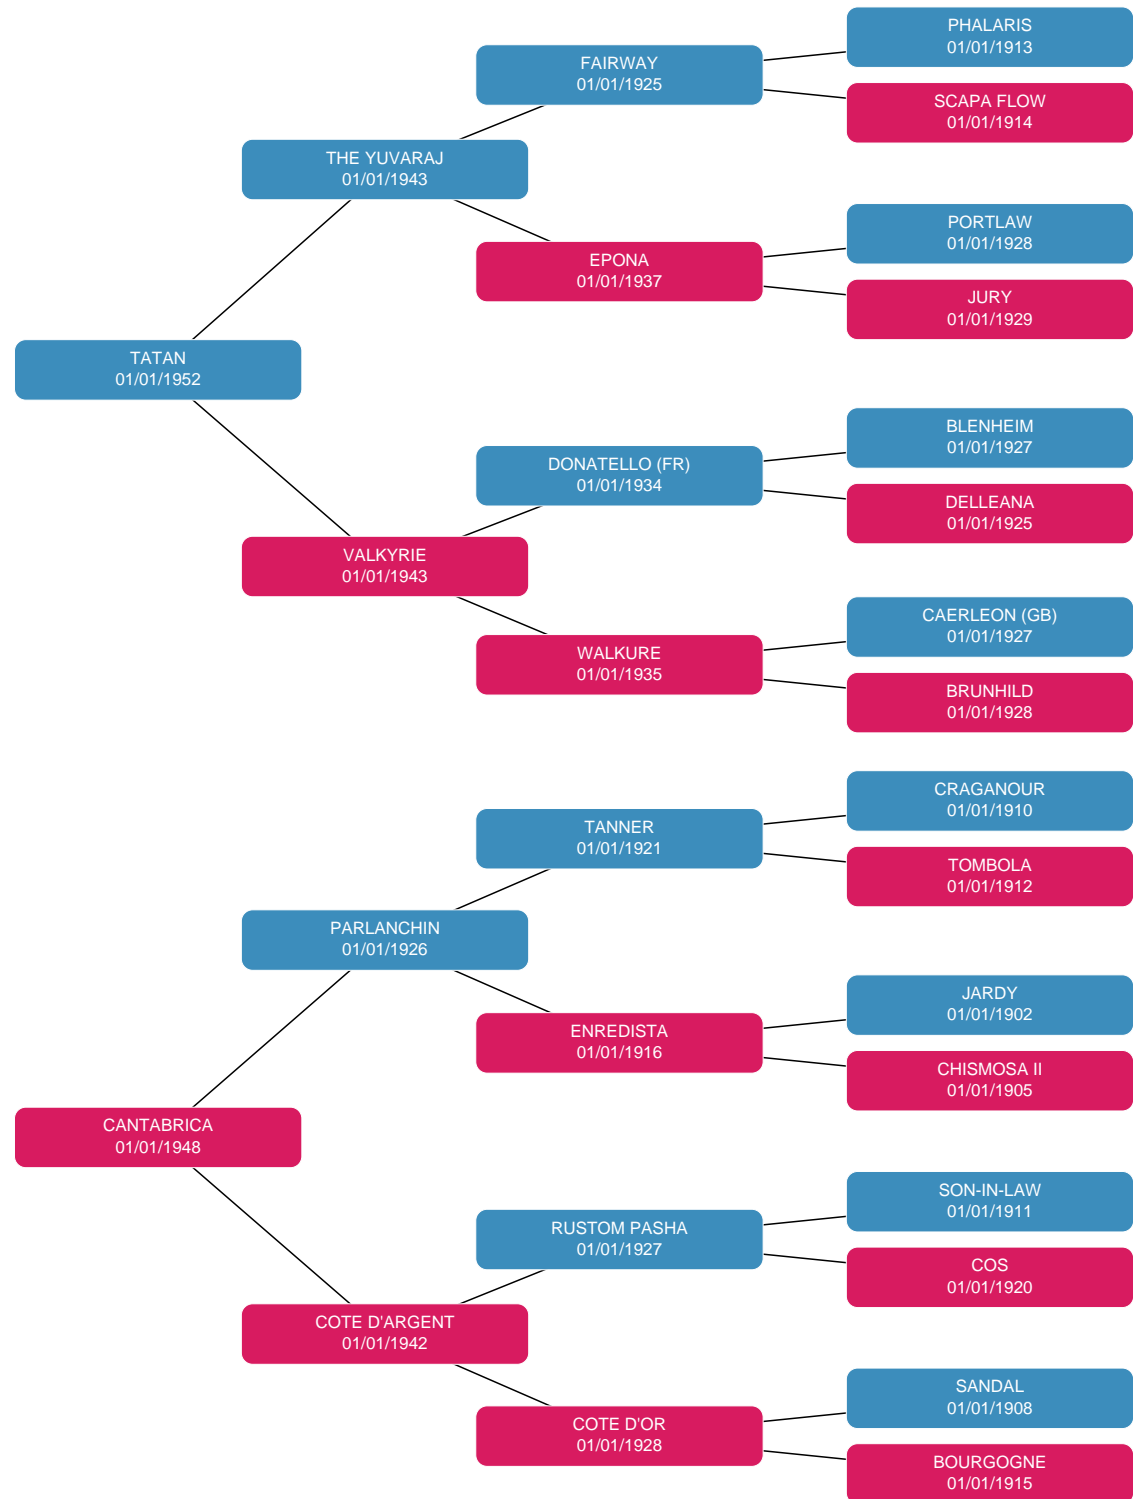 PHALARIS
01/01/1913
FAIRWAY
01/01/1925
SCAPA FLOW
01/01/1914
THE YUVARAJ
01/01/1943
PORTLAW
01/01/1928
EPONA
01/01/1937
JURY
01/01/1929
TATAN
01/01/1952
BLENHEIM
01/01/1927
DONATELLO (FR)
01/01/1934
DELLEANA
01/01/1925
VALKYRIE
01/01/1943
CAERLEON (GB)
01/01/1927
WALKURE
01/01/1935
BRUNHILD
01/01/1928
CRAGANOUR
01/01/1910
TANNER
01/01/1921
TOMBOLA
01/01/1912
PARLANCHIN
01/01/1926
JARDY
01/01/1902
ENREDISTA
01/01/1916
CHISMOSA II
01/01/1905
CANTABRICA
01/01/1948
SON-IN-LAW
01/01/1911
RUSTOM PASHA
01/01/1927
COS
01/01/1920
COTE D'ARGENT
01/01/1942
SANDAL
01/01/1908
COTE D'OR
01/01/1928
BOURGOGNE
01/01/1915